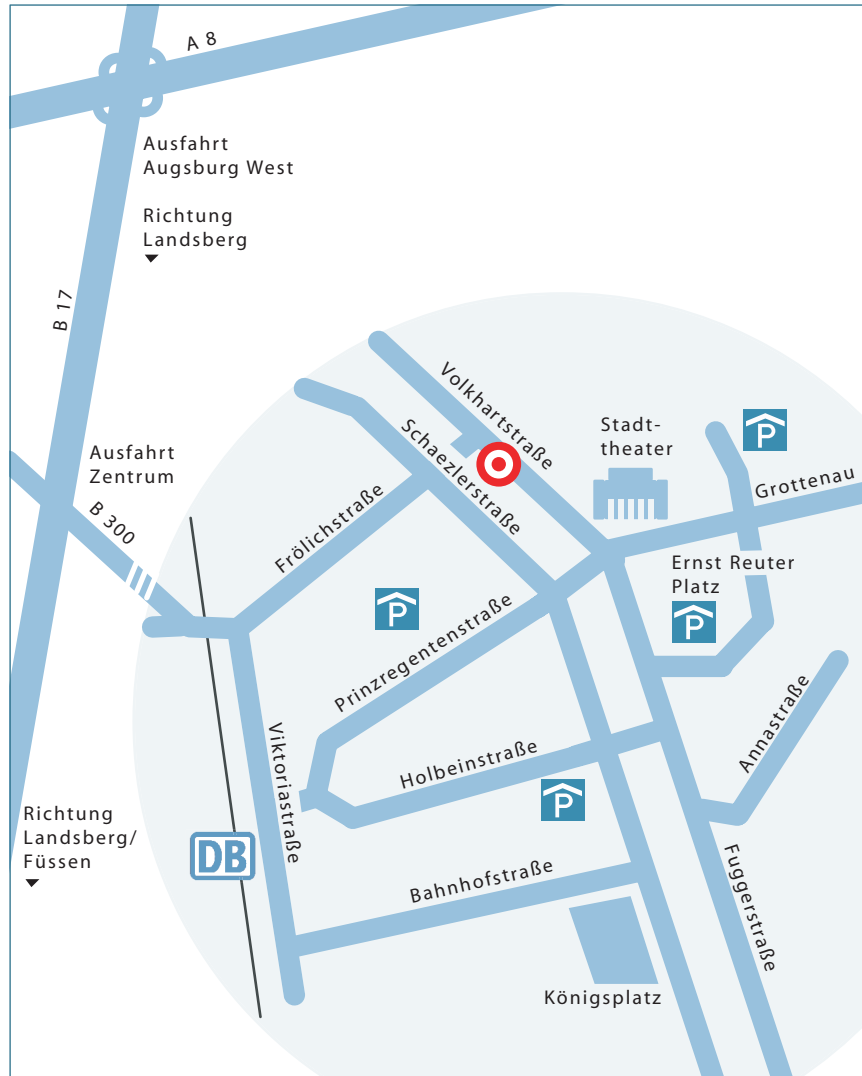 A 8
Ausfahrt
Augsburg West
Richtung
Landsberg
B 17
Volkhartstraße
Schaezlerstraße
Stadt-
theater
P
Grottenau
Ausfahrt
Zentrum
B 300
Frölichstraße
Ernst Reuter
Platz
P
P
Prinzregentenstraße
Annastraße
Viktoriastraße
Holbeinstraße
P
Richtung
Landsberg/
Füssen
DB
Bahnhofstraße
Fuggerstraße
Königsplatz